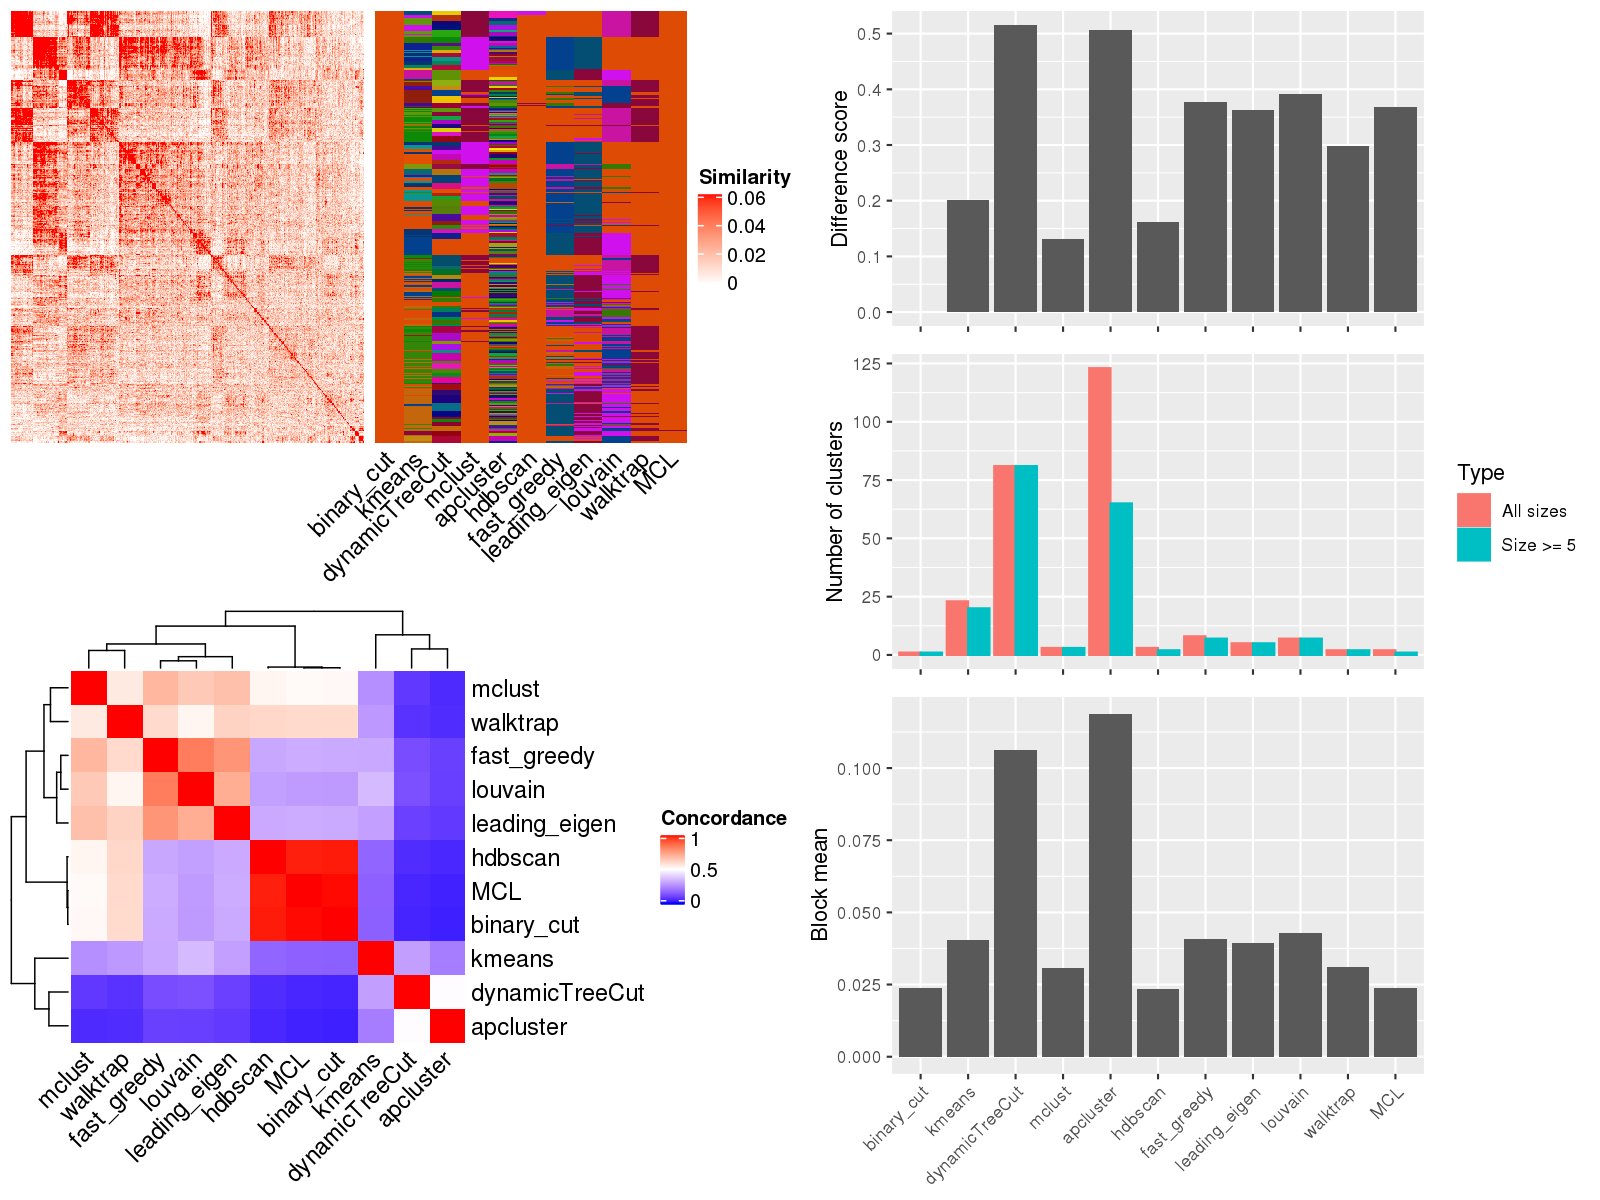 Similarity
0.06
0.04
0.02
0
binary_cut
kmeans
dynamicTreeCut
mclust
apcluster
hdbscan
fast_greedy
leading_eigen
louvain
walktrap
MCL
mclust
walktrap
fast_greedy
louvain
leading_eigen
hdbscan
MCL
binary_cut
kmeans
dynamicTreeCut
apcluster
Concordance
1
0.5
0
mclust
walktrap
fast_greedy
louvain
leading_eigen
hdbscan
MCL
binary_cut
kmeans
dynamicTreeCut
apcluster
Difference score
0.5
0.4
0.3
0.2
0.1
0.0
Number of clusters
125
100
75
50
25
0
Type
All sizes
Size >= 5
Block mean
0.100
0.075
0.050
0.025
0.000
binary_cut
kmeans
dynamicTreeCut
mclust
apcluster
hdbscan
fast_greedy
leading_eigen
louvain
walktrap
MCL